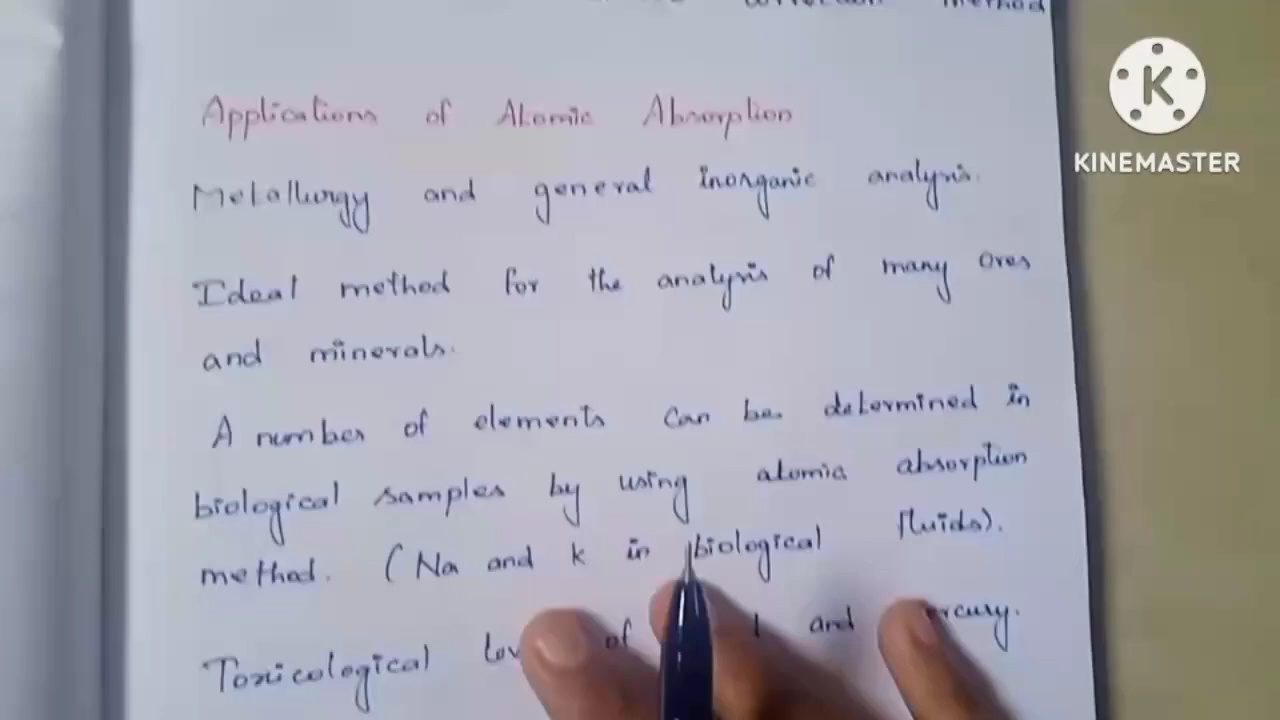 method
Applications of Atomic Absorption
Metallurgy and general inorganic analysis.
Ideal method for the analysis of many ores
and minerals.
A number of elements can be determined in
biological samples by using atomic absorption
method. (Na and K in biological fluids).
Toxicological of and
K
KINEMASTER